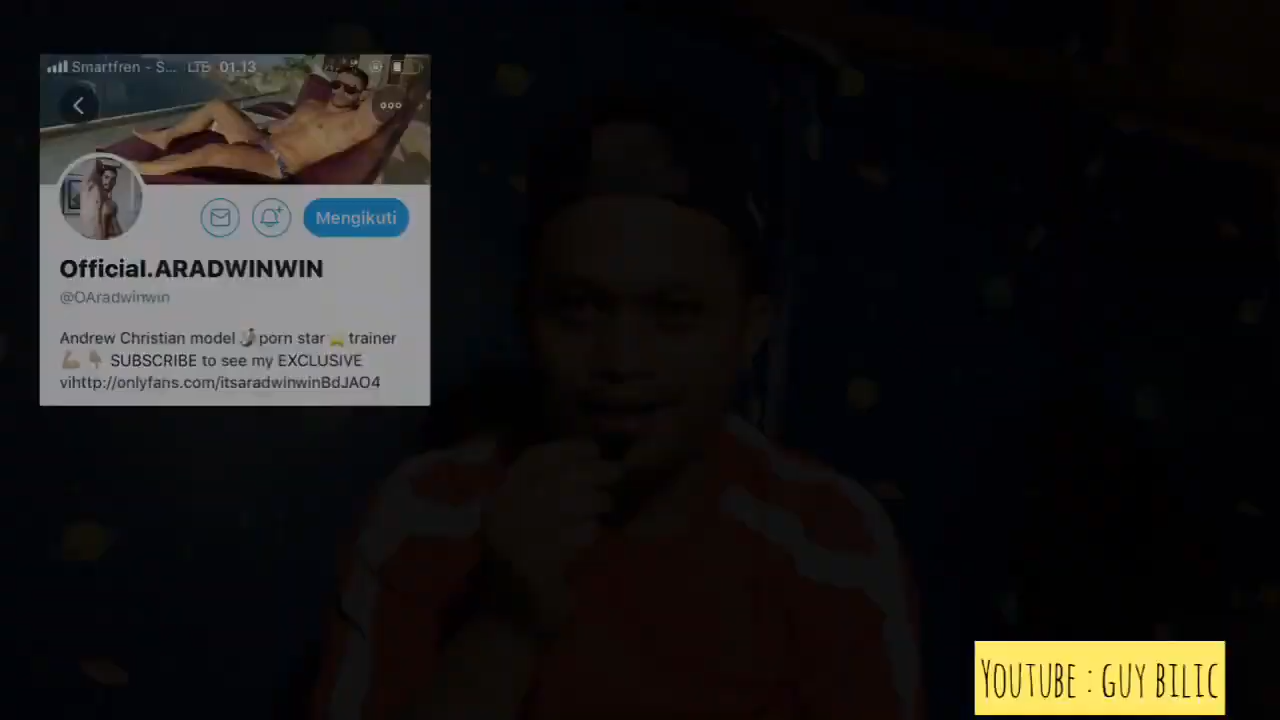 Smartfren - S... LTE 01.13
Mengikuti
Official.ARADWINWIN
@OAradwinwin
Andrew Christian model porn star trainer
SUBSCRIBE to see my EXCLUSIVE
vihttp://onlyfans.com/itsaradwinwinBdJAO4
YOUTUBE : GUY BILIC